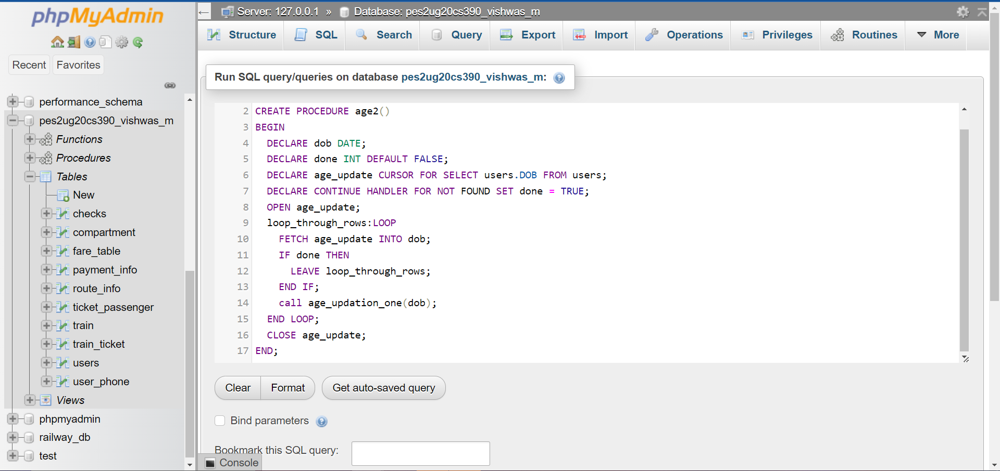 phpMyAdmin
Recent
Favorites
performance_schema
pes2ug20cs390_vishwas_m
Functions
Procedures
Tables
New
checks
compartment
fare_table
payment_info
route_info
ticket_passenger
train
train_ticket
users
user_phone
Views
phpmyadmin
railway_db
test
Server: 127.0.0.1 » Database: pes2ug20cs390_vishwas_m
Structure
SQL
Search
Query
Export
Import
Operations
Privileges
Routines
More
Run SQL query/queries on database pes2ug20cs390_vishwas_m:
2 CREATE PROCEDURE age2()
3 BEGIN
4 DECLARE dob DATE;
5 DECLARE done INT DEFAULT FALSE;
6 DECLARE age_update CURSOR FOR SELECT users.DOB FROM users;
7 DECLARE CONTINUE HANDLER FOR NOT FOUND SET done = TRUE;
8 OPEN age_update;
9 loop_through_rows:LOOP
10 FETCH age_update INTO dob;
11 IF done THEN
12 LEAVE loop_through_rows;
13 END IF;
14 call age_updation_one(dob);
15 END LOOP;
16 CLOSE age_update;
17 END;
Clear
Format
Get auto-saved query
Bind parameters
Bookmark this SQL query:
Console